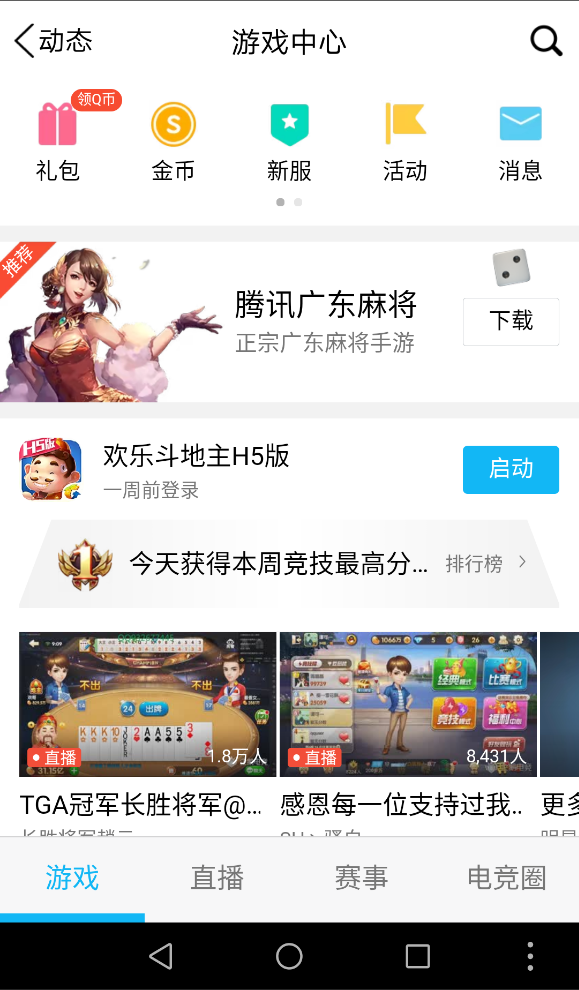 动态
游戏中心
领Q币
礼包
金币
新服
活动
消息
推荐
腾讯广东麻将
正宗广东麻将手游
下载
H5版
欢乐斗地主H5版
一周前登录
启动
1
今天获得本周竞技最高分…
排行榜
不出
不出
24
出牌
直播
1.8万人
经典模式
比赛模式
竞技模式
福利中心
直播
8,431人
TGA冠军长胜将军@…
感恩每一位支持过我…
更多
游戏
直播
赛事
电竞圈